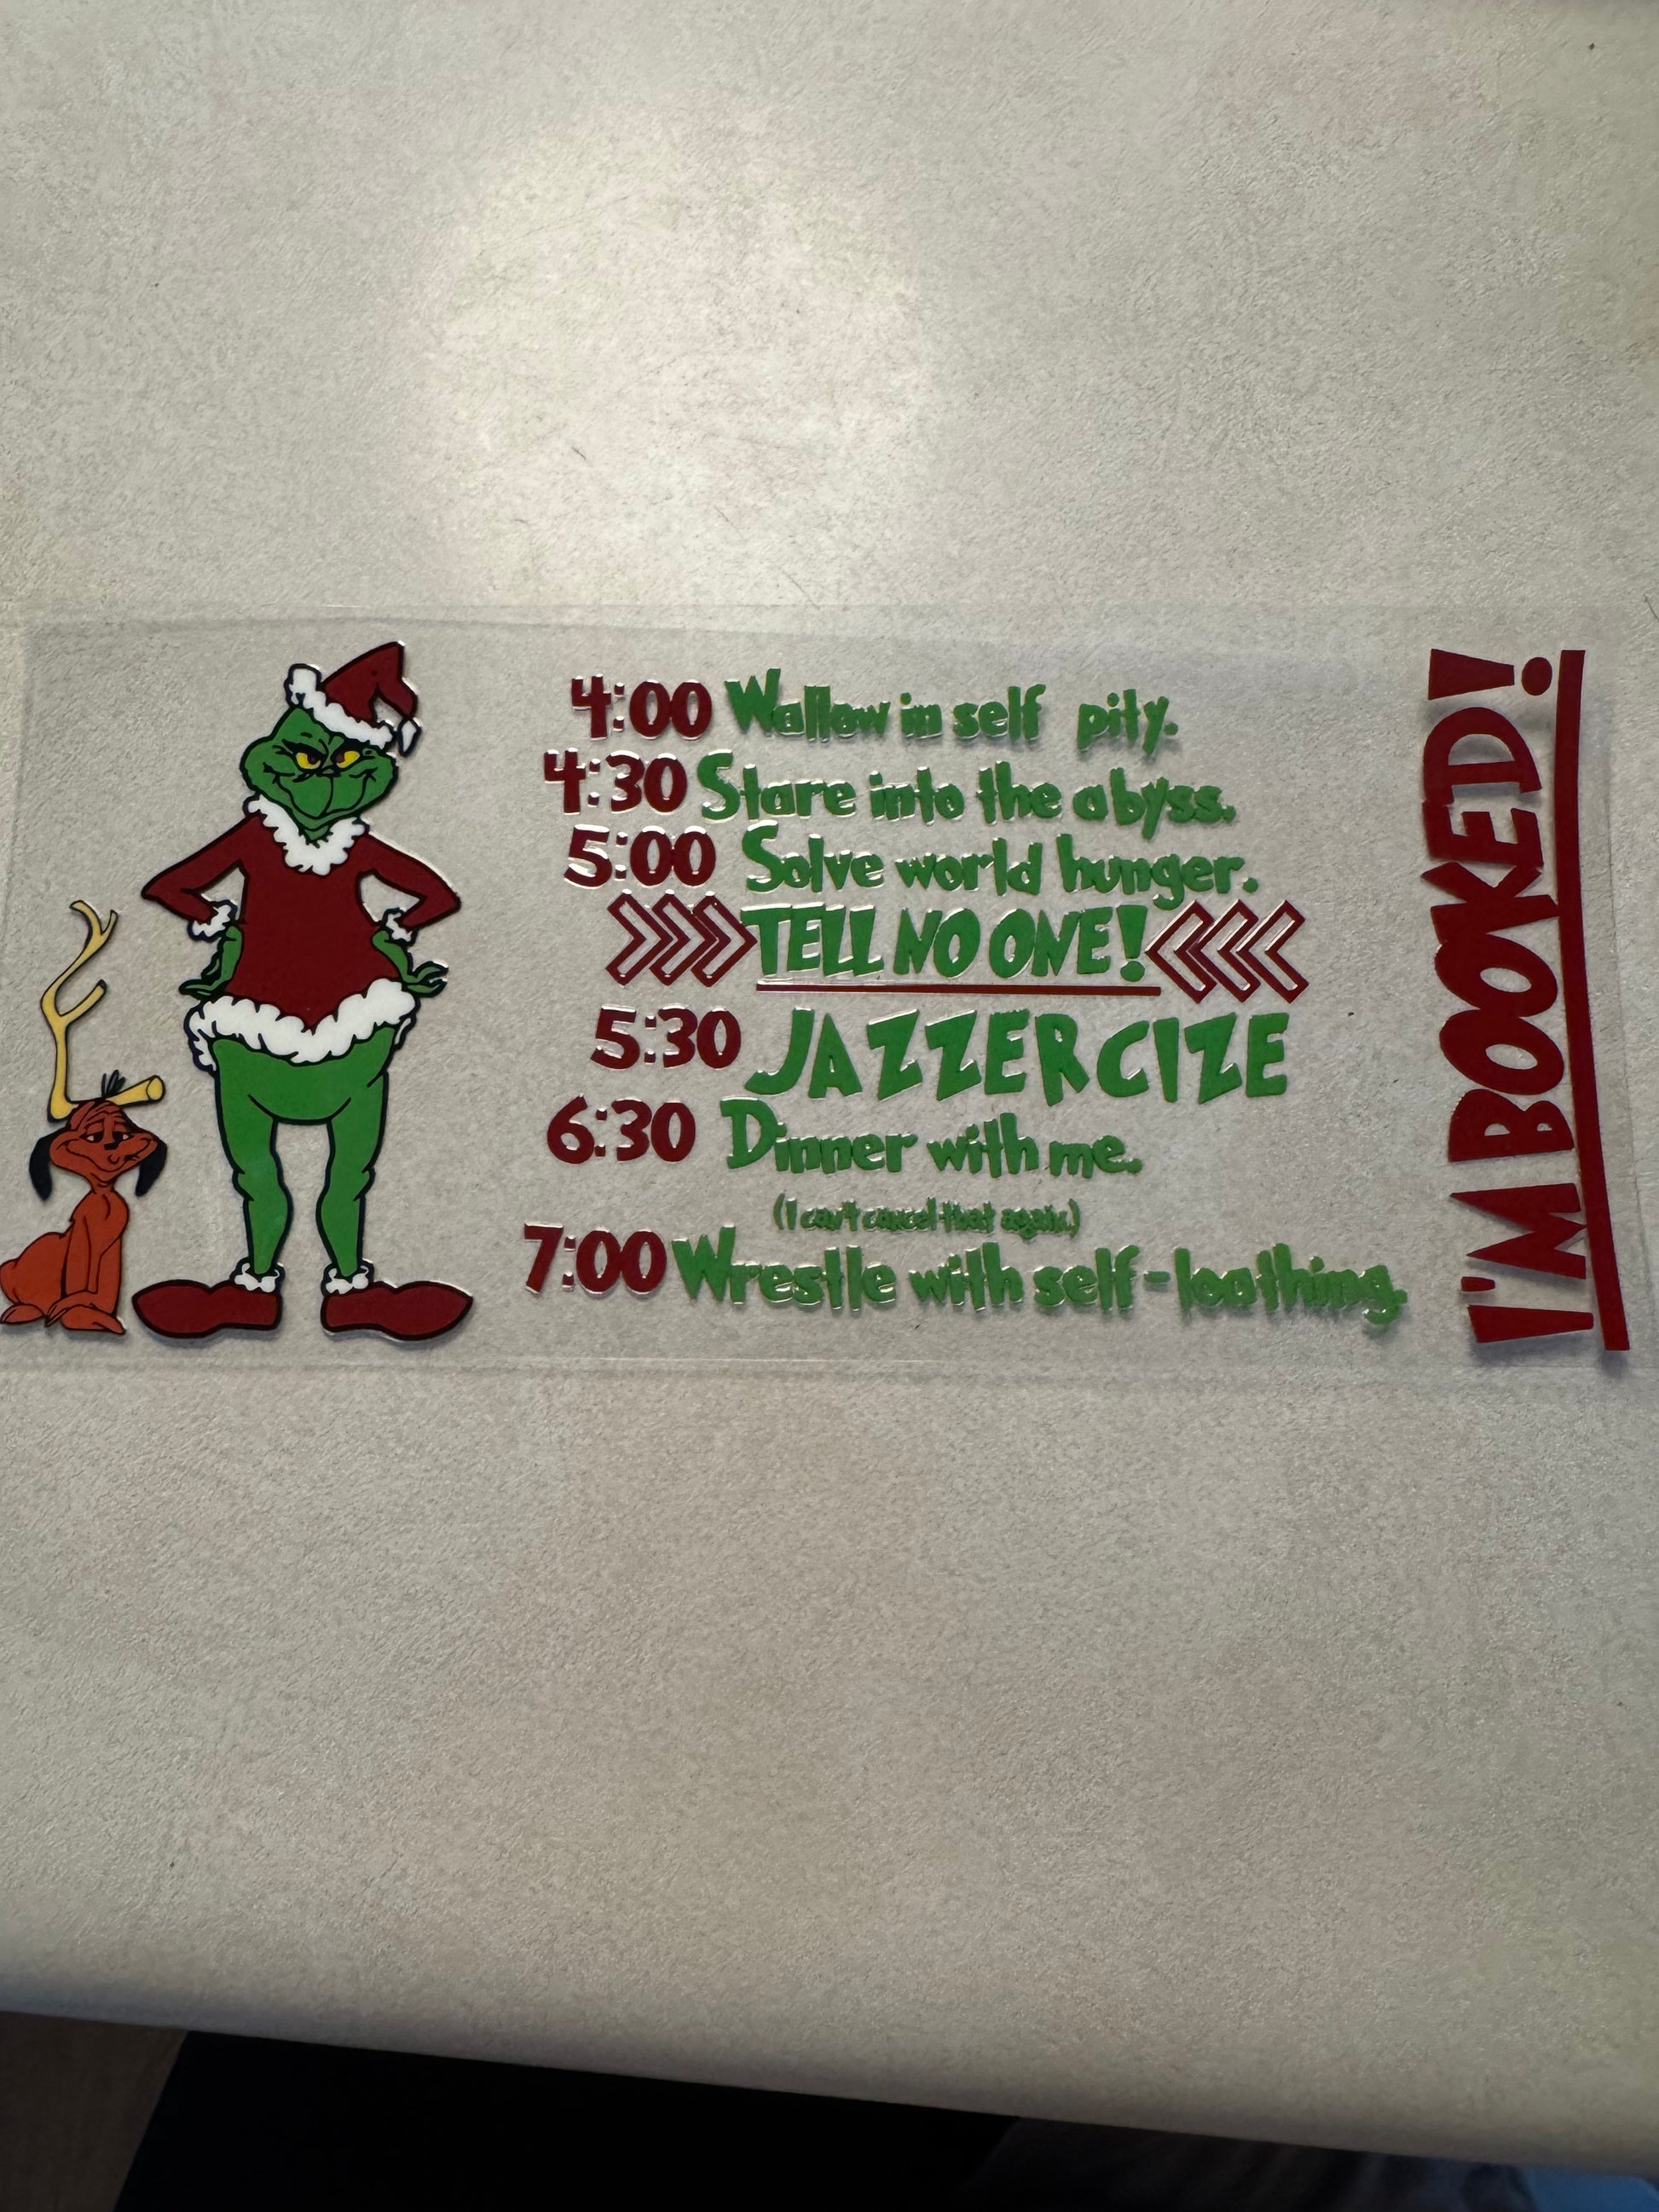 4:00 Wallow in self pity.
4:30 Stare into the abyss.
5:00 Solve world hunger.
TELL NO ONE!
5:30 JAZZERCIZE
6:30 Dinner with me.
(I can't cancel that again.)
7:00 Wrestle with self-loathing.
I'M BOOKED!